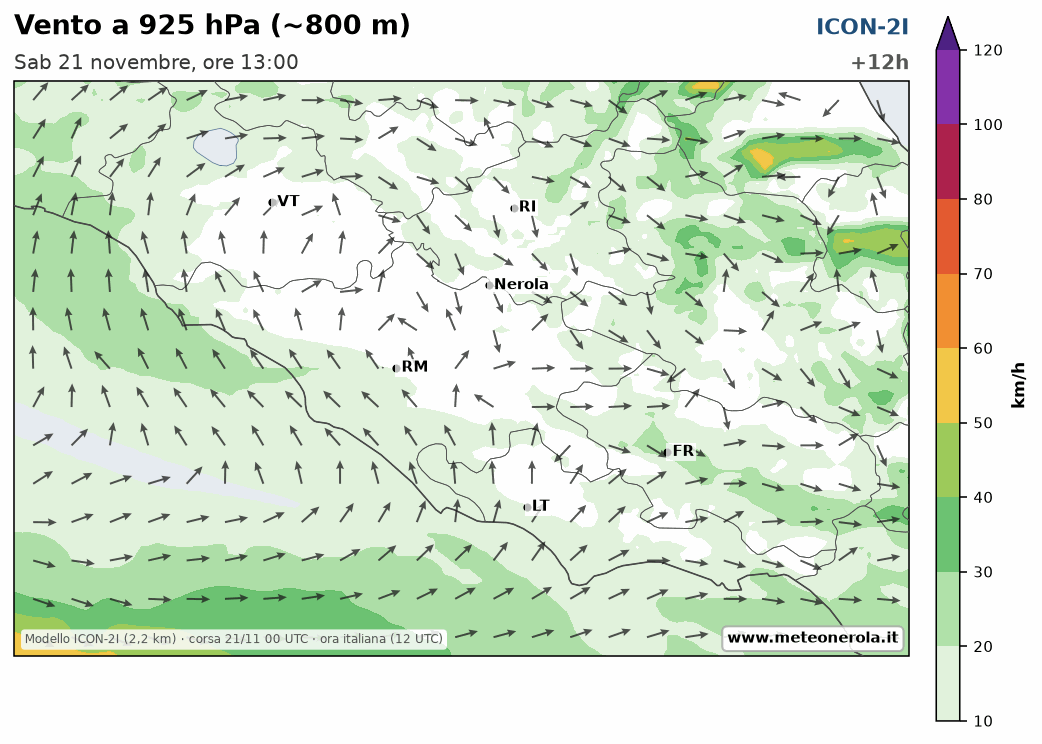 Vento a 925 hPa (~800 m)
ICON-2I
Sab 21 novembre, ore 13:00
+12h
VT
RI
Nerola
RM
FR
LT
120
100
80
70
60
50
40
30
20
10
km/h
Modello ICON-2I (2,2 km) · corsa 21/11 00 UTC · ora italiana (12 UTC)
www.meteonerola.it